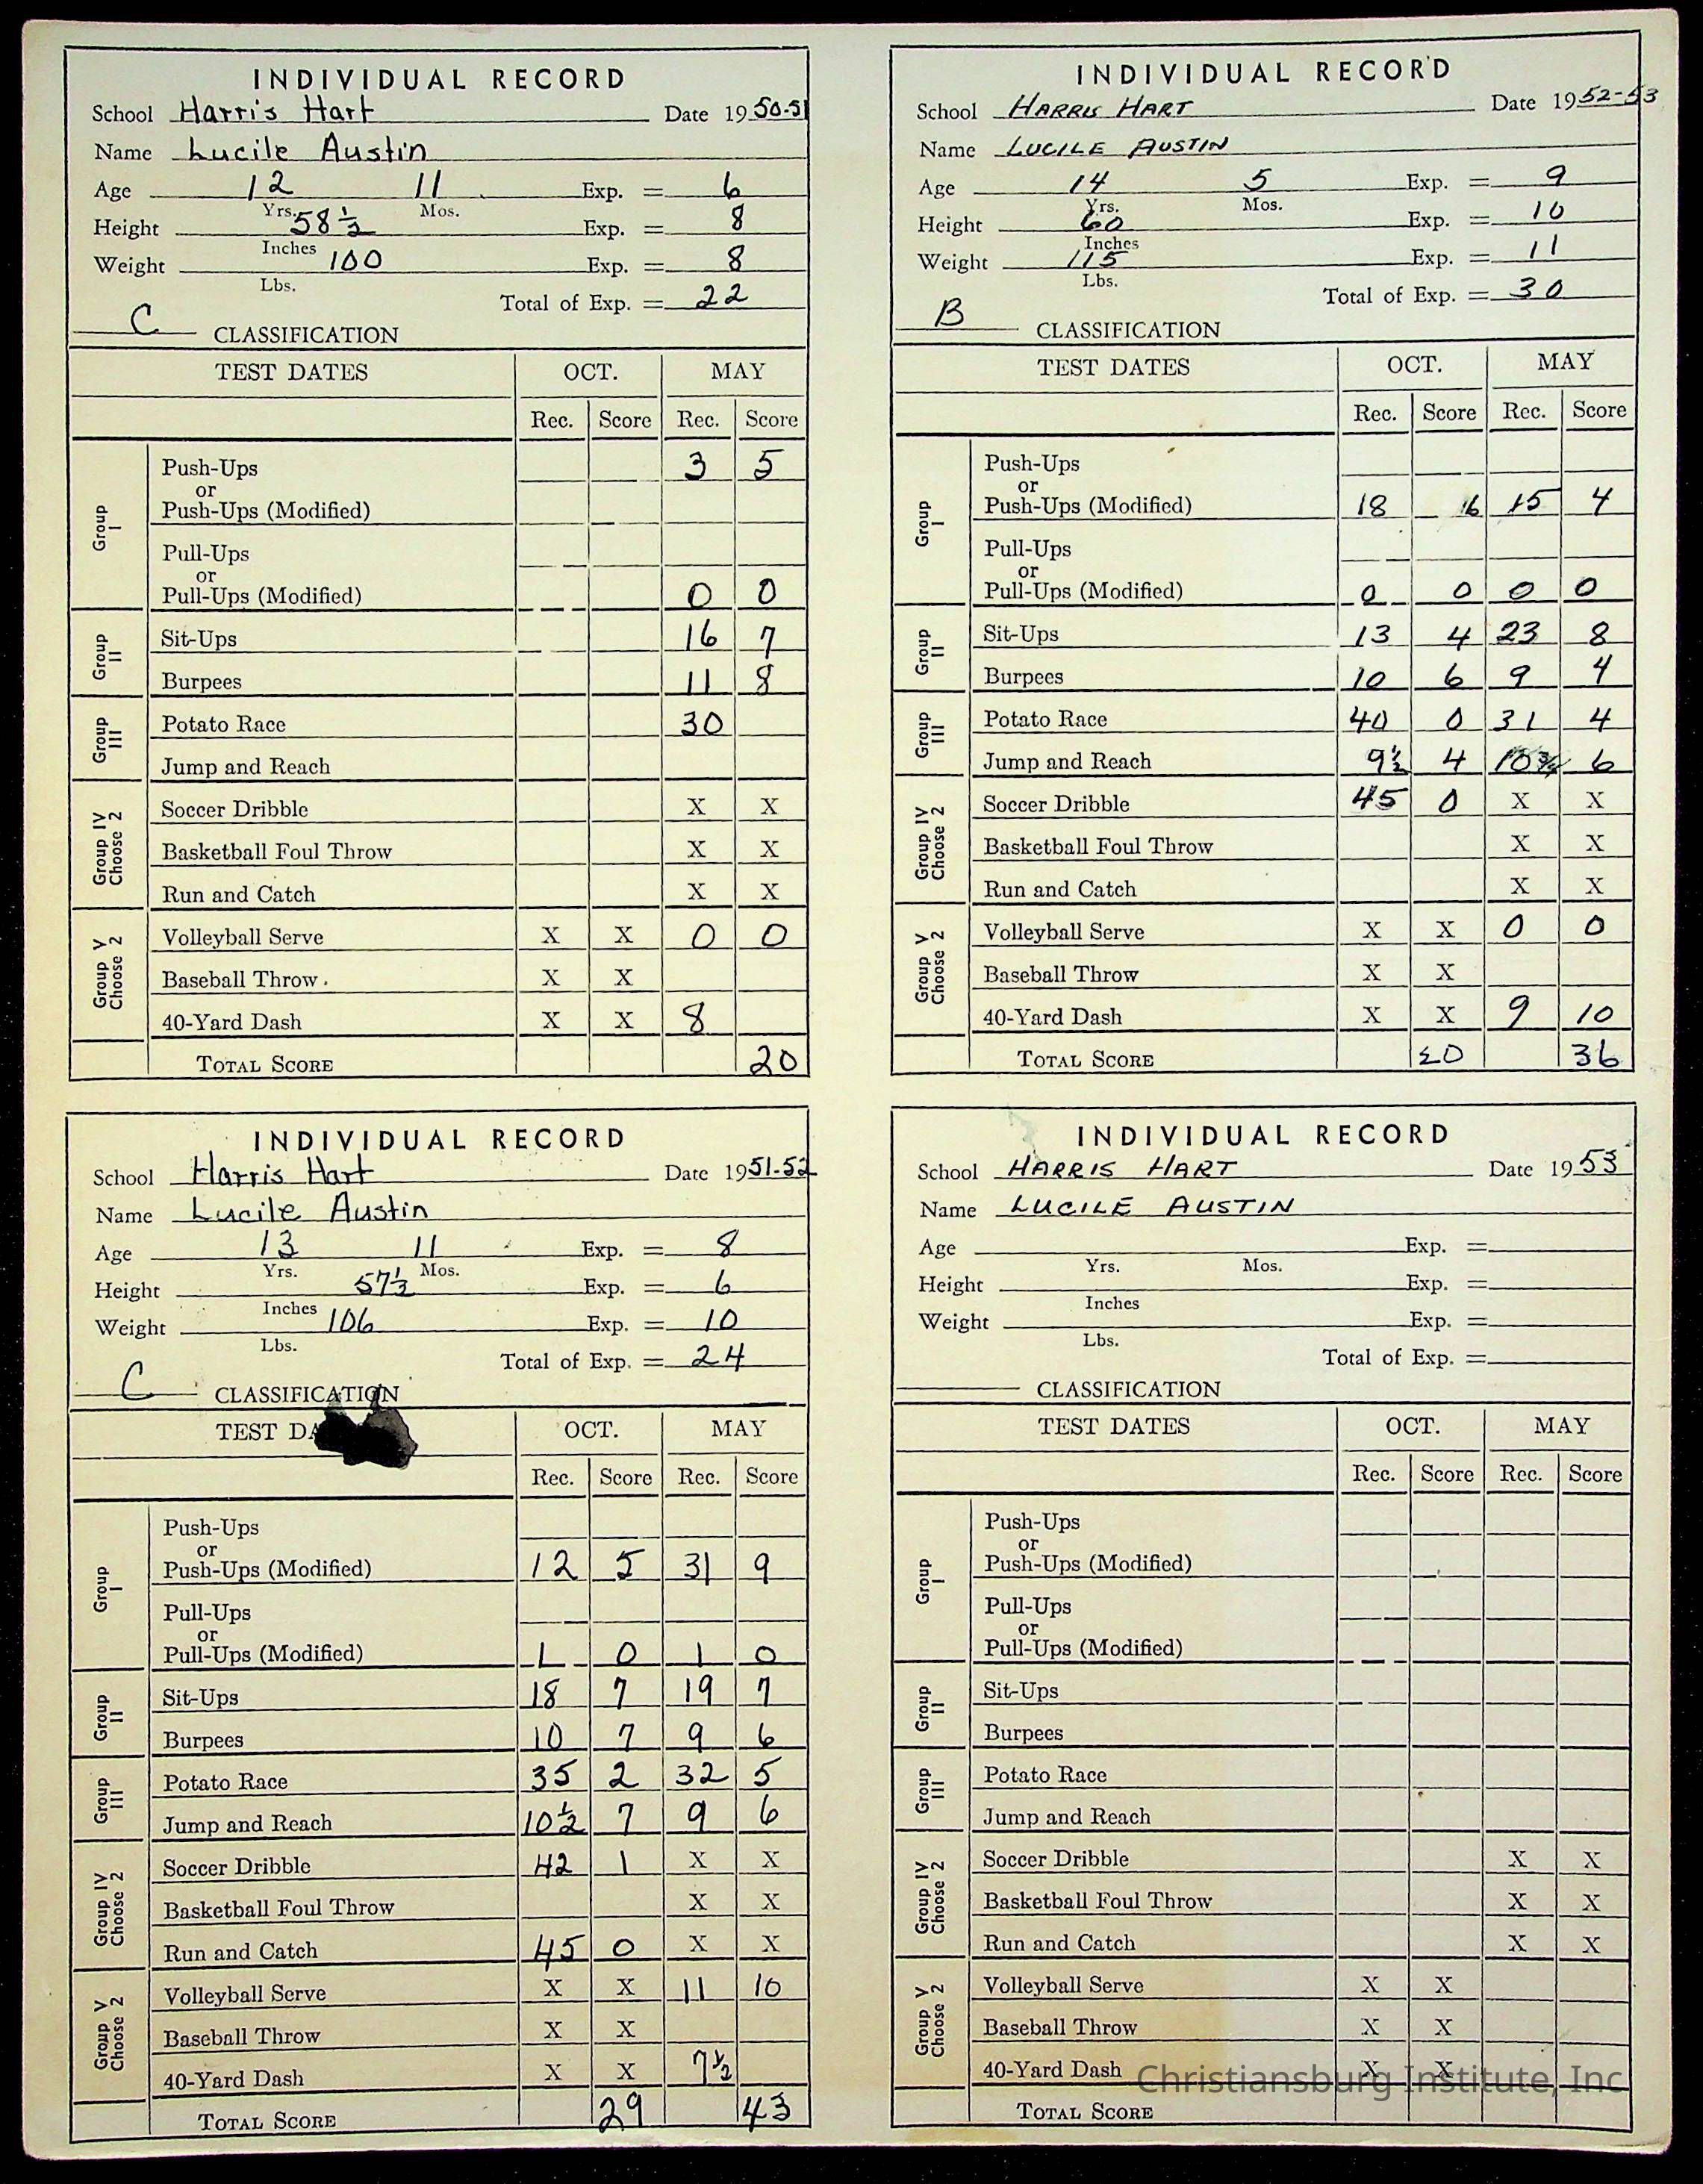 INDIVIDUAL RECORD
School Harris Hart Date 1950-51
Name Lucile Austin
Age 12 11 Exp. = 6
Yrs. Mos.
Height 58½ Exp. = 8
Inches
Weight 100 Exp. = 8
Lbs.
Total of Exp. = 22
C CLASSIFICATION
TEST DATES OCT. MAY
Rec. Score Rec. Score
Group I
Push-Ups 3 5
or
Push-Ups (Modified)
Pull-Ups
or
Pull-Ups (Modified) 0 0
Group II
Sit-Ups 16 7
Burpees 11 8
Group III
Potato Race 30
Jump and Reach
Group IV Choose 2
Soccer Dribble X X
Basketball Foul Throw X X
Run and Catch X X
Group V Choose 2
Volleyball Serve X X 0 0
Baseball Throw. X X
40-Yard Dash X X 8
TOTAL SCORE 20
INDIVIDUAL RECORD
School HARRIS HART Date 1952-53
Name LUCILE AUSTIN
Age 14 5 Exp. = 9
Yrs. Mos.
Height 60 Exp. = 10
Inches
Weight 115 Exp. = 11
Lbs.
Total of Exp. = 30
B CLASSIFICATION
TEST DATES OCT. MAY
Rec. Score Rec. Score
Group I
Push-Ups
or
Push-Ups (Modified) 18 6 15 4
Pull-Ups
or
Pull-Ups (Modified) 0 0 0 0
Group II
Sit-Ups 13 4 23 8
Burpees 10 6 9 4
Group III
Potato Race 40 0 31 4
Jump and Reach 9½ 4 10¾ 6
Group IV Choose 2
Soccer Dribble 45 0 X X
Basketball Foul Throw X X
Run and Catch X X
Group V Choose 2
Volleyball Serve X X 0 0
Baseball Throw X X
40-Yard Dash X X 9 10
TOTAL SCORE 20 36
INDIVIDUAL RECORD
School Harris Hart Date 1951-52
Name Lucile Austin
Age 13 11 Exp. = 8
Yrs. Mos.
Height 57½ Exp. = 6
Inches
Weight 106 Exp. = 10
Lbs.
Total of Exp. = 24
C CLASSIFICATION
TEST DA OCT. MAY
Rec. Score Rec. Score
Group I
Push-Ups
or
Push-Ups (Modified) 12 5 31 9
Pull-Ups
or
Pull-Ups (Modified) 1 0 1 0
Group II
Sit-Ups 18 7 19 7
Burpees 10 7 9 6
Group III
Potato Race 35 2 32 5
Jump and Reach 10½ 7 9 6
Group IV Choose 2
Soccer Dribble 42 1 X X
Basketball Foul Throw X X
Run and Catch 45 0 X X
Group V Choose 2
Volleyball Serve X X 11 10
Baseball Throw X X
40-Yard Dash X X 7½
TOTAL SCORE 29 43
INDIVIDUAL RECORD
School HARRIS HART Date 1953
Name LUCILE AUSTIN
Age Exp. =
Yrs. Mos.
Height Exp. =
Inches
Weight Exp. =
Lbs.
Total of Exp. =
CLASSIFICATION
TEST DATES OCT. MAY
Rec. Score Rec. Score
Group I
Push-Ups
or
Push-Ups (Modified)
Pull-Ups
or
Pull-Ups (Modified)
Group II
Sit-Ups
Burpees
Group III
Potato Race
Jump and Reach
Group IV Choose 2
Soccer Dribble X X
Basketball Foul Throw X X
Run and Catch X X
Group V Choose 2
Volleyball Serve X X
Baseball Throw X X
40-Yard Dash X X
Christiansburg Institute, Inc
TOTAL SCORE